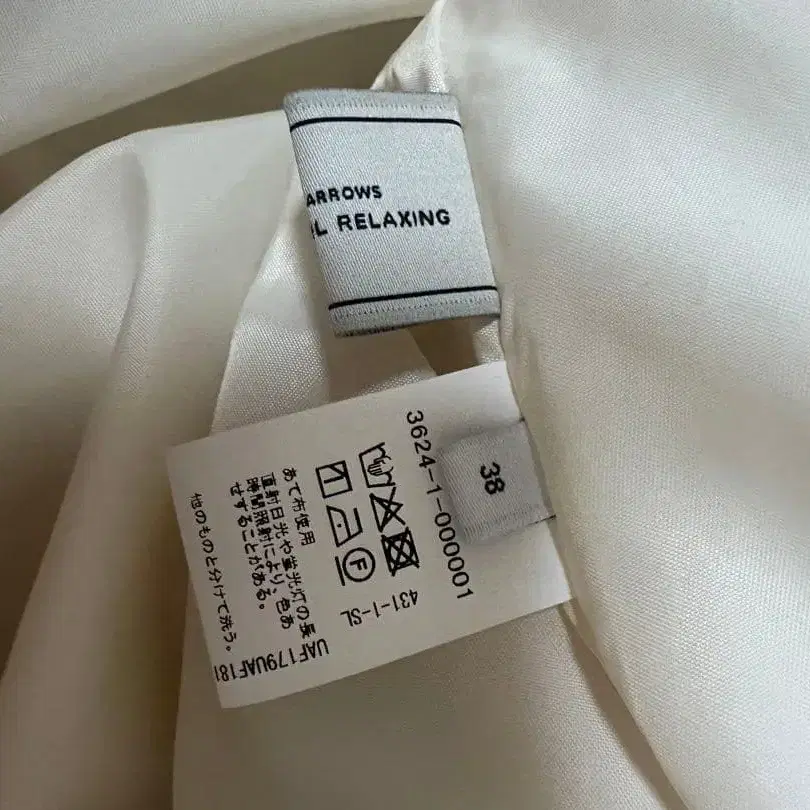 ARROWS
L RELAXING
38
3624-1-000001
431-1-SL
あて布使用
直射日光や蛍光灯の長
時間照射により、色あ
せすることがある。
他のものと分けて洗う。
UAF179UAF181